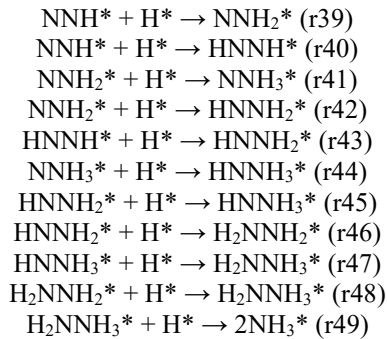 NNH* + H* → NNH₂* (r39)
NNH* + H* → HNNH* (r40)
NNH₂* + H* → NNH₃* (r41)
NNH₂* + H* → HNNH₂* (r42)
HNNH* + H* → HNNH₂* (r43)
NNH₃* + H* → HNNH₃* (r44)
HNNH₂* + H* → HNNH₃* (r45)
HNNH₂* + H* → H₂NNH₂* (r46)
HNNH₃* + H* → H₂NNH₃* (r47)
H₂NNH₂* + H* → H₂NNH₃* (r48)
H₂NNH₃* + H* → 2NH₃* (r49)